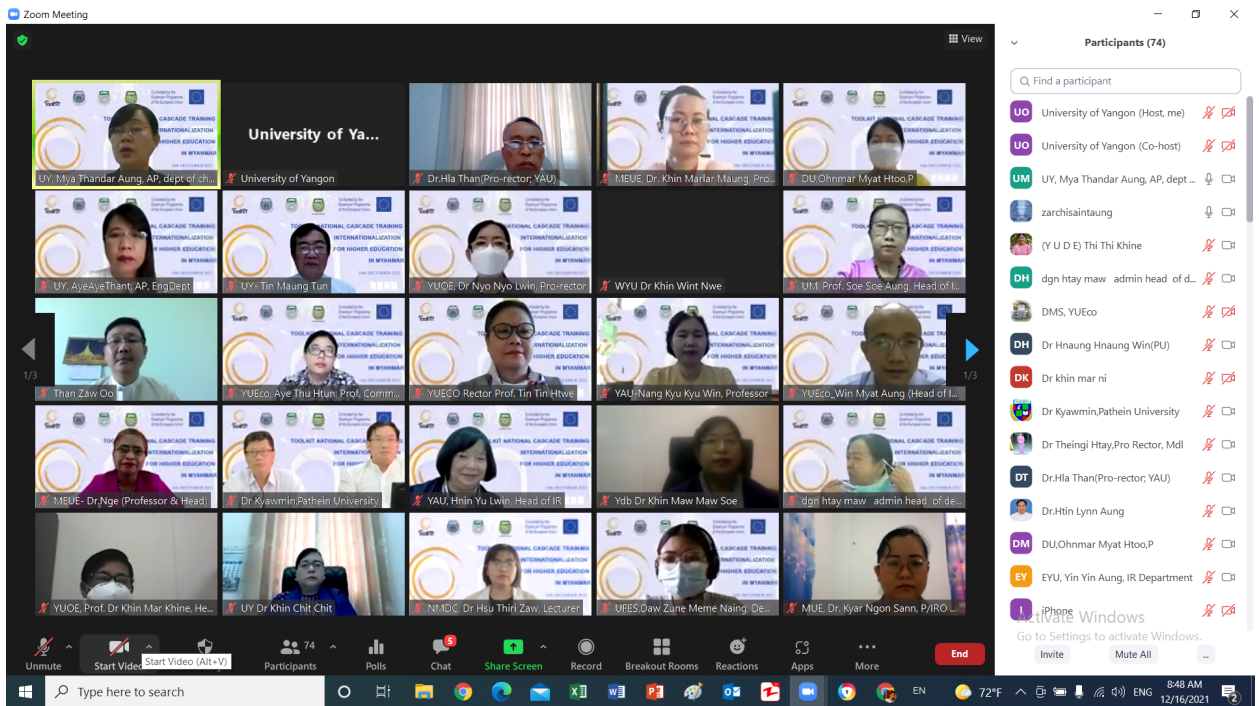 Zoom Meeting
View
UY, Mya Thandar Aung, AP, dept of ch...
University of Ya...
University of Yangon
Dr.Hla Than(Pro-rector; YAU)
MEUE, Dr. Khin Marlar Maung, Pro...
DU,Ohnmar Myat Htoo,P
UY, AyeAyeThant, AP, EngDept
UY- Tin Maung Tun
YUOE, Dr Nyo Nyo Lwin, Pro-rector
WYU Dr Khin Wint Nwe
UM, Prof. Soe Soe Aung, Head of I...
1/3
Than Zaw Oo
YUEco, Aye Thu Htun, Prof, Comm...
YUECO Rector Prof. Tin Tin Htwe
YAU-Nang Kyu Kyu Win, Professor
YUEco_Win Myat Aung (Head of I...
1/3
MEUE- Dr.Nge (Professor & Head)
Dr Kyawmin,Pathein University
YAU, Hnin Yu Lwin, Head of IR
Ydb Dr Khin Maw Maw Soe
dgn htay maw admin head of de...
YUOE, Prof. Dr Khin Mar Khine, He...
UY Dr Khin Chit Chit
NMDC, Dr Hsu Thiri Zaw, Lecturer
UFES,Daw Zune Meme Naing, De...
MUE, Dr. Kyar Ngon Sann, P/IRO ...
Participants (74)
Find a participant
UO University of Yangon (Host, me)
UO University of Yangon (Co-host)
UM UY, Mya Thandar Aung, AP, dept ...
zarchisaintaung
(Y U D E) Thi Thi Khine
DH dgn htay maw admin head of d...
DMS, YUEco
DH Dr Hnaung Hnaung Win(PU)
DK Dr khin mar ni
Dr Kyawmin,Pathein University
Dr Theingi Htay,Pro Rector, Mdl
DT Dr.Hla Than(Pro-rector; YAU)
Dr.Htin Lynn Aung
DM DU,Ohnmar Myat Htoo,P
EY EYU, Yin Yin Aung, IR Department
I iPhone
Activate Windows
Go to Settings to activate Windows.
Invite
Mute All
...
Unmute
Start Video
Start Video (Alt+V)
74
Participants
Polls
5
Chat
Share Screen
Record
Breakout Rooms
Reactions
Apps
More
End
Type here to search
EN
72°F
ENG
8:48 AM
12/16/2021
2